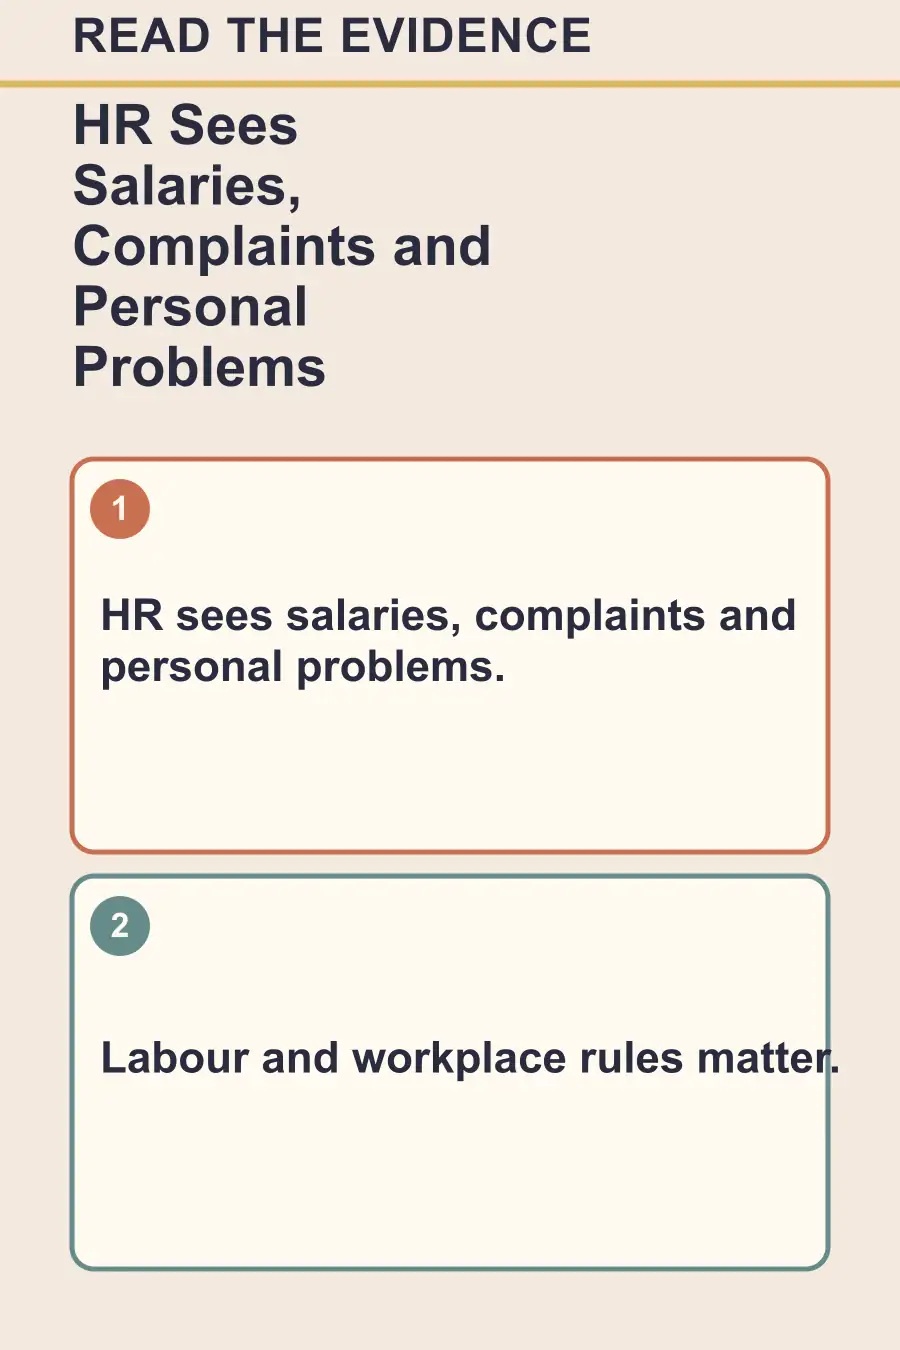 READ THE EVIDENCE
HR Sees
Salaries,
Complaints and
Personal
Problems
1
HR sees salaries, complaints and
personal problems.
2
Labour and workplace rules matter.